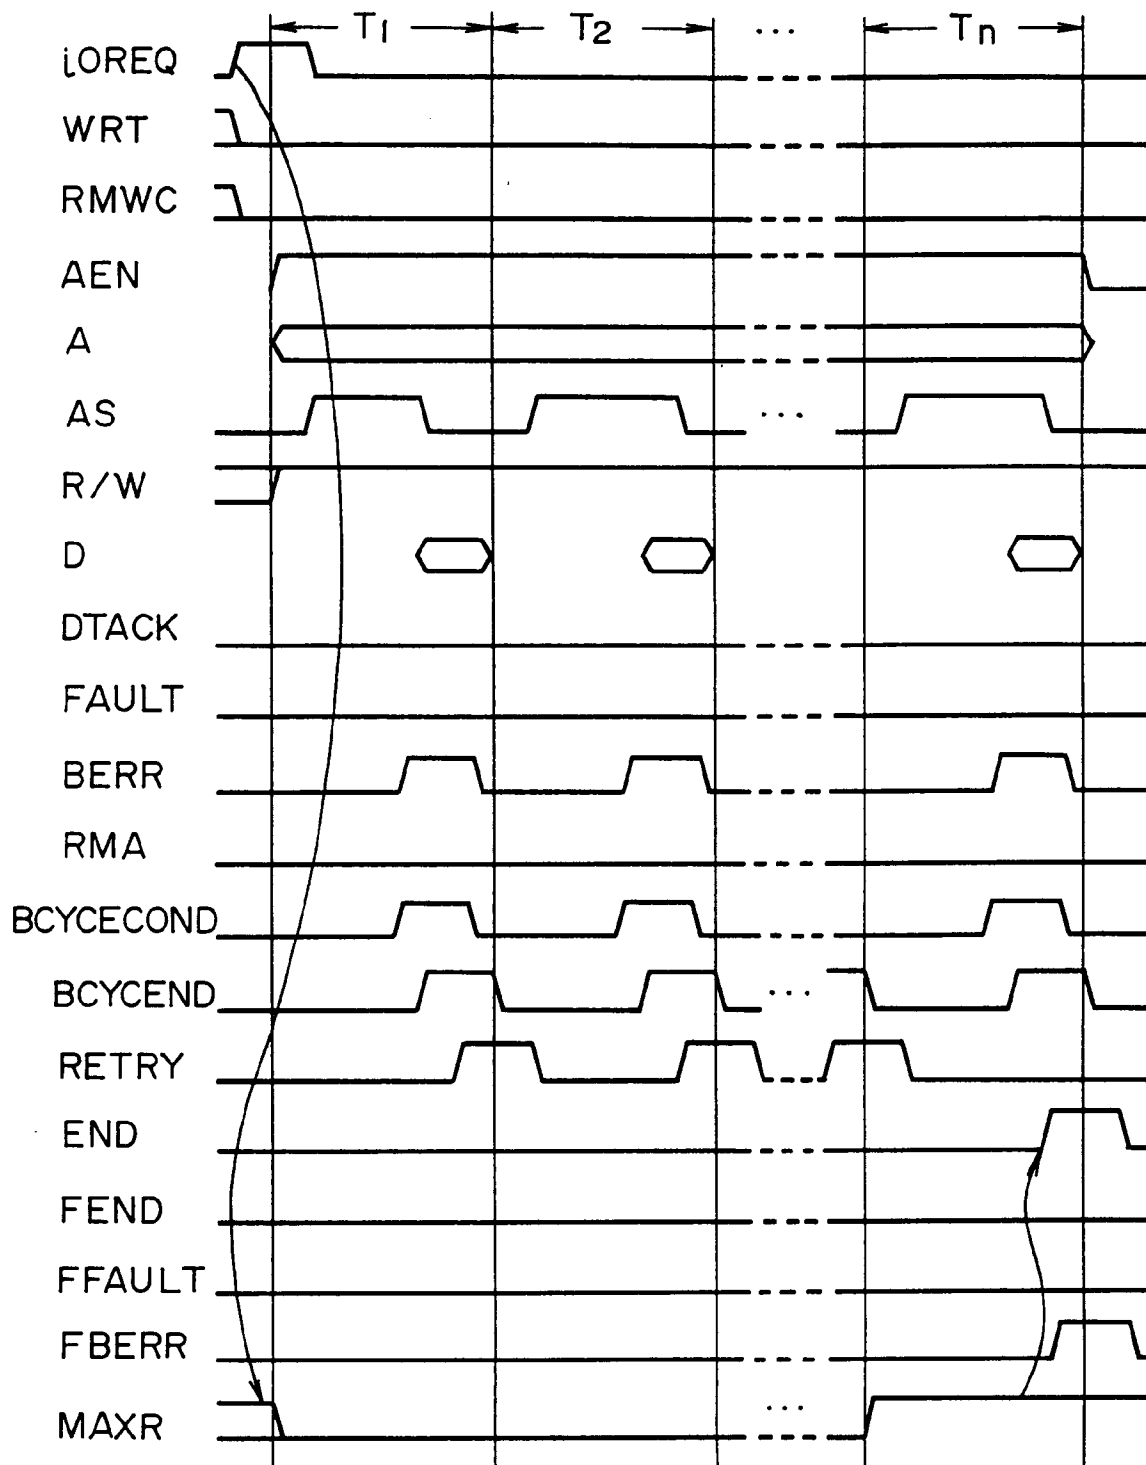 T1 T2 ... Tn
iOREQ
WRT
RMWC
AEN
A
AS ...
R/W
D
DTACK
FAULT
BERR
RMA
BCYCECOND
BCYCEND ...
RETRY
END
FEND
FFAULT
FBERR
MAXR ...